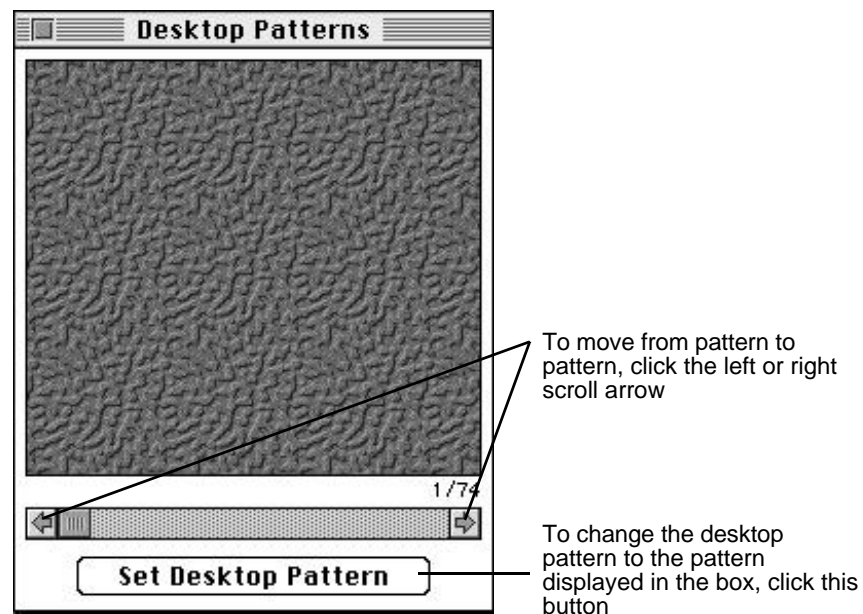 Desktop Patterns
To move from pattern to
pattern, click the left or right
scroll arrow
1/74
Set Desktop Pattern
To change the desktop
pattern to the pattern
displayed in the box, click this
button